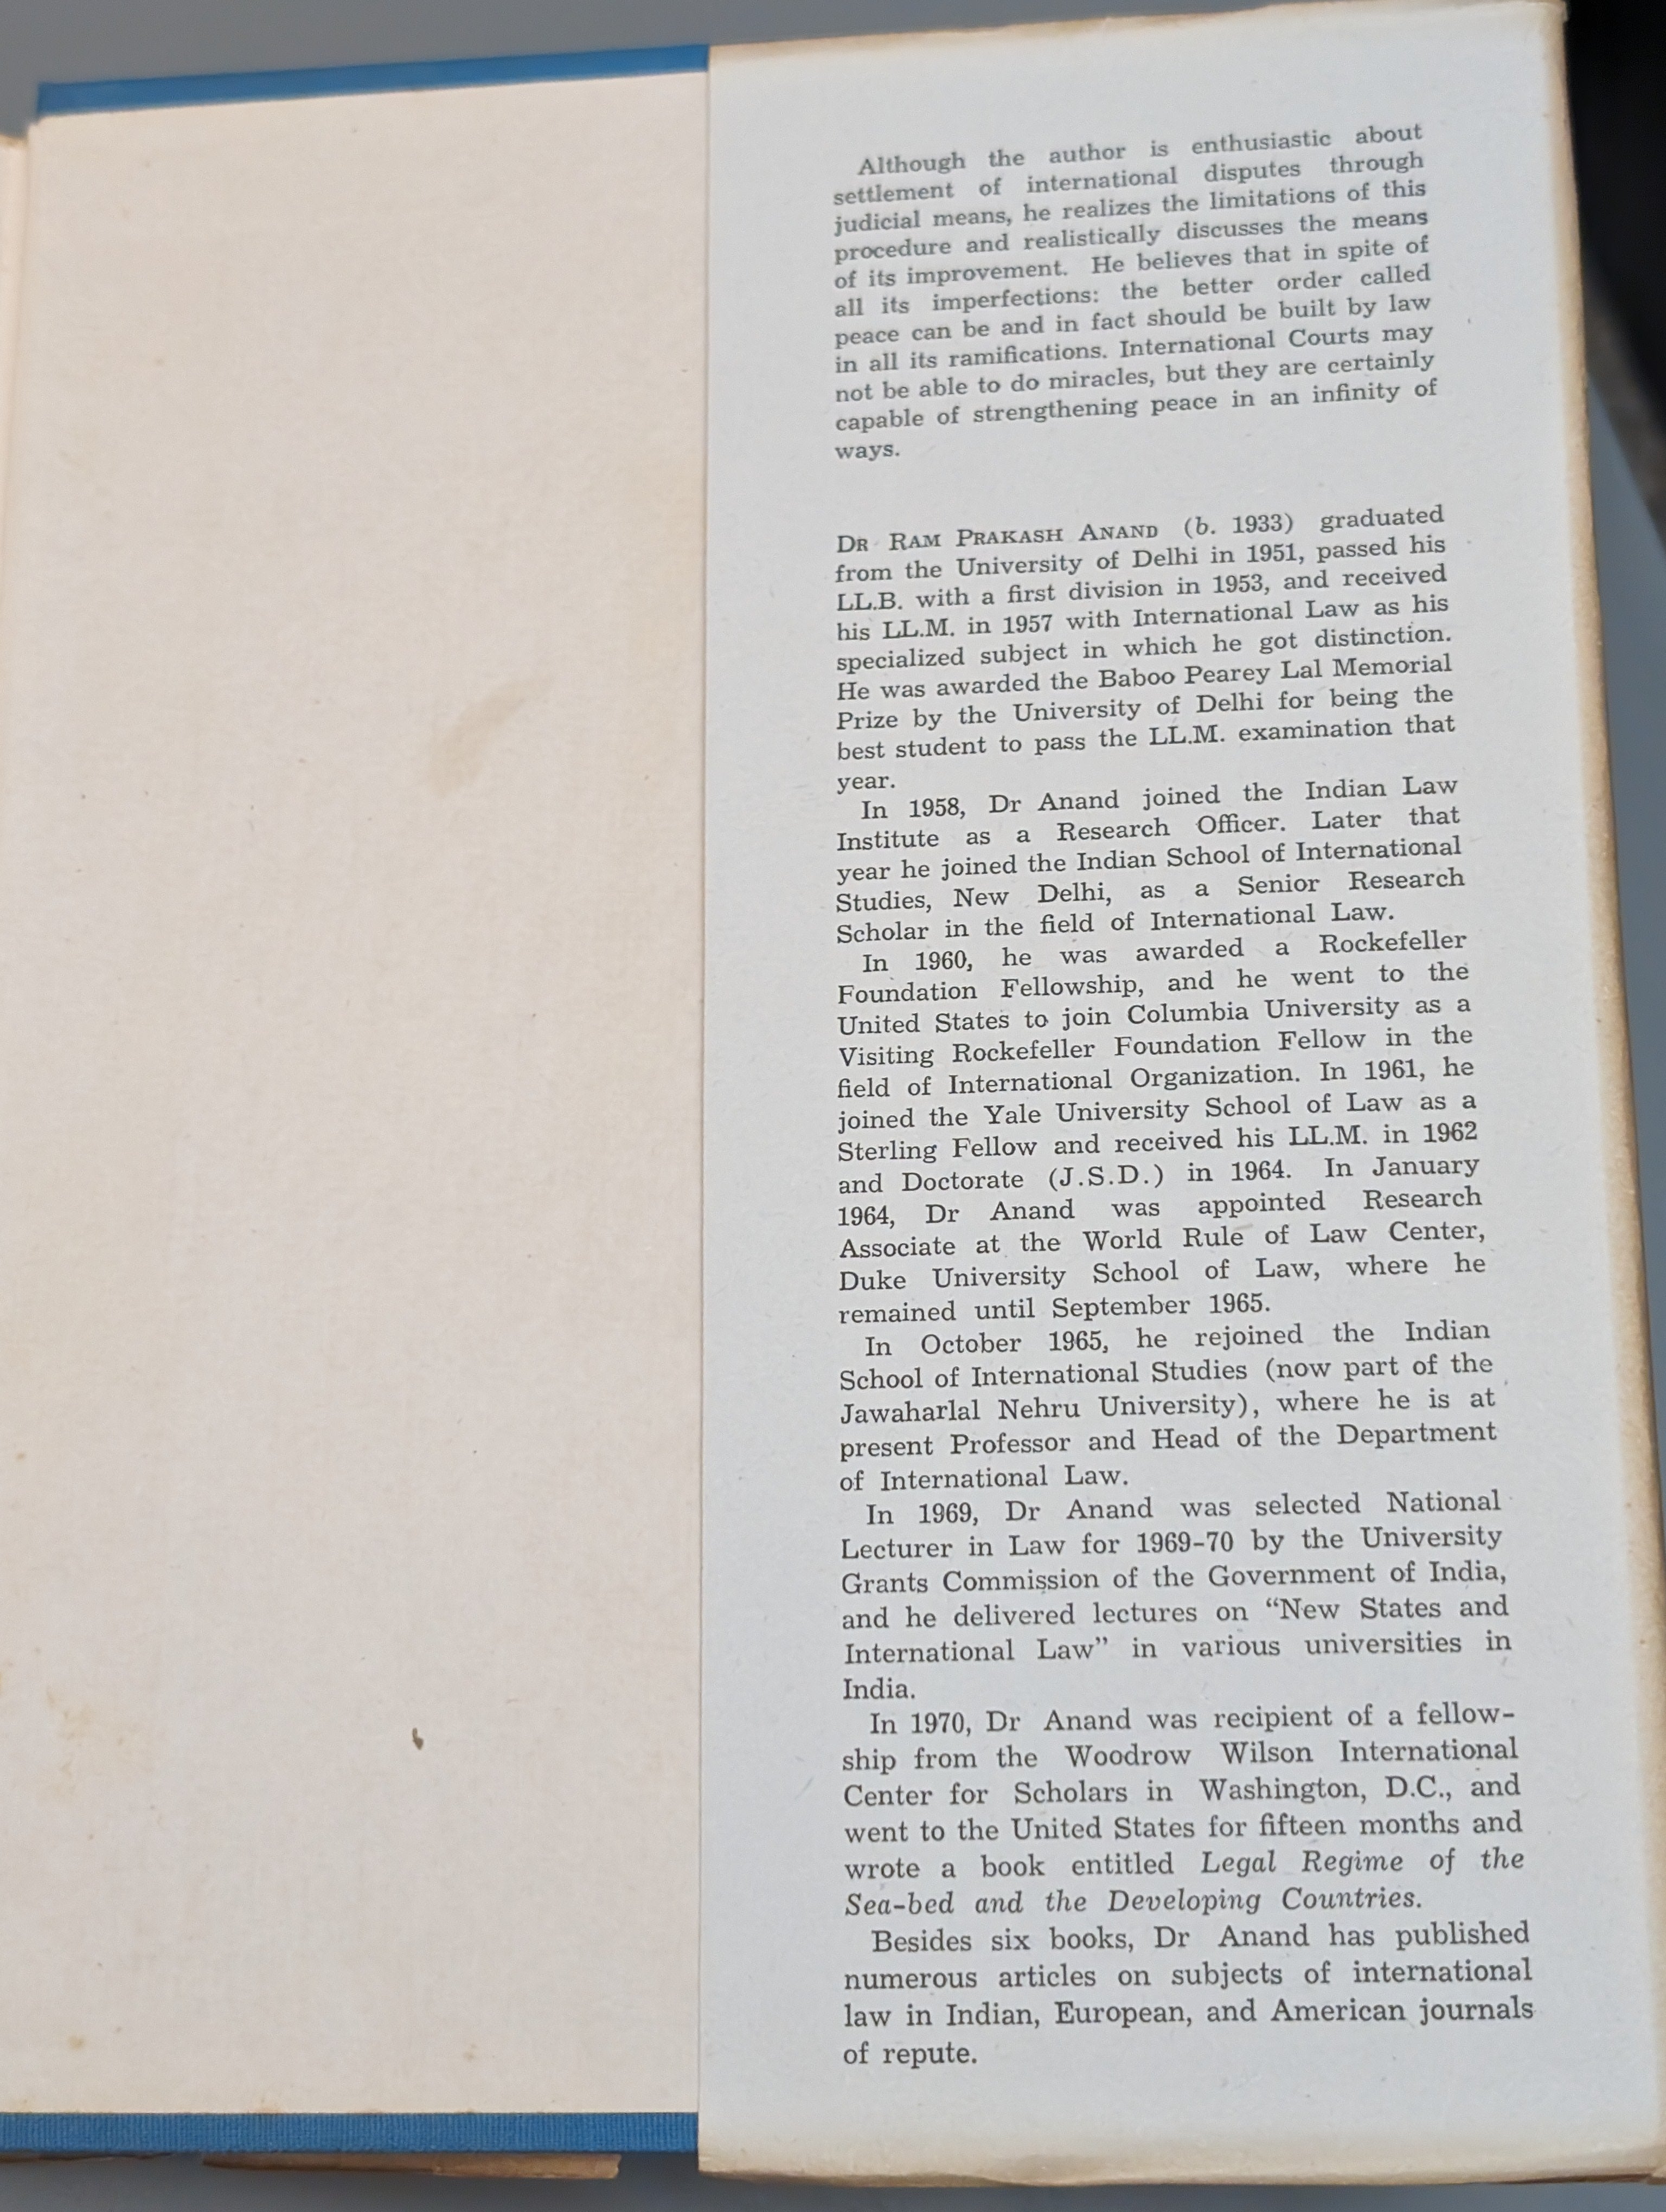 Although the author is enthusiastic about
settlement of international disputes through
judicial means, he realizes the limitations of this
procedure and realistically discusses the means
of its improvement. He believes that in spite of
all its imperfections: the better order called
peace can be and in fact should be built by law
in all its ramifications. International Courts may
not be able to do miracles, but they are certainly
capable of strengthening peace in an infinity of
ways.
DR RAM PRAKASH ANAND (b. 1933) graduated
from the University of Delhi in 1951, passed his
LL.B. with a first division in 1953, and received
his LL.M. in 1957 with International Law as his
specialized subject in which he got distinction.
He was awarded the Baboo Pearey Lal Memorial
Prize by the University of Delhi for being the
best student to pass the LL.M. examination that
year.
In 1958, Dr Anand joined the Indian Law
Institute as a Research Officer. Later that
year he joined the Indian School of International
Studies, New Delhi, as a Senior Research
Scholar in the field of International Law.
In 1960, he was awarded a Rockefeller
Foundation Fellowship, and he went to the
United States to join Columbia University as a
Visiting Rockefeller Foundation Fellow in the
field of International Organization. In 1961, he
joined the Yale University School of Law as a
Sterling Fellow and received his LL.M. in 1962
and Doctorate (J.S.D.) in 1964. In January
1964, Dr Anand was appointed Research
Associate at the World Rule of Law Center,
Duke University School of Law, where he
remained until September 1965.
In October 1965, he rejoined the Indian
School of International Studies (now part of the
Jawaharlal Nehru University), where he is at
present Professor and Head of the Department
of International Law.
In 1969, Dr Anand was selected National
Lecturer in Law for 1969-70 by the University
Grants Commission of the Government of India,
and he delivered lectures on “New States and
International Law” in various universities in
India.
In 1970, Dr Anand was recipient of a fellow-
ship from the Woodrow Wilson International
Center for Scholars in Washington, D.C., and
went to the United States for fifteen months and
wrote a book entitled Legal Regime of the
Sea-bed and the Developing Countries.
Besides six books, Dr Anand has published
numerous articles on subjects of international
law in Indian, European, and American journals
of repute.